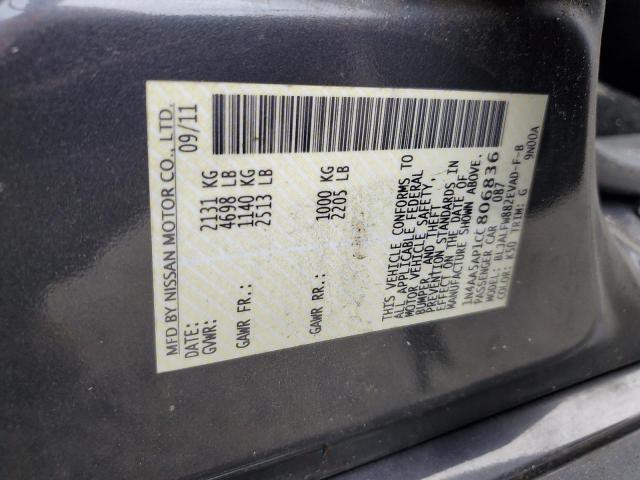 MFD BY NISSAN MOTOR CO., LTD.
DATE: 09/11
GVWR: 2131 KG
4698 LB
GAWR FR: 1140 KG
2513 LB
GAWR RR: 1000 KG
2205 LB
THIS VEHICLE CONFORMS TO
ALL APPLICABLE FEDERAL
MOTOR VEHICLE SAFETY,
BUMPER, AND THEFT
PREVENTION STANDARDS IN
EFFECT ON THE DATE OF
MANUFACTURE SHOWN ABOVE.
1N4AA5AP1CC806836
PASSENGER CAR 087
MODEL: BLJALHWBB2EVAD-F-B
COLOR: K50 TRIM: G 9N00A